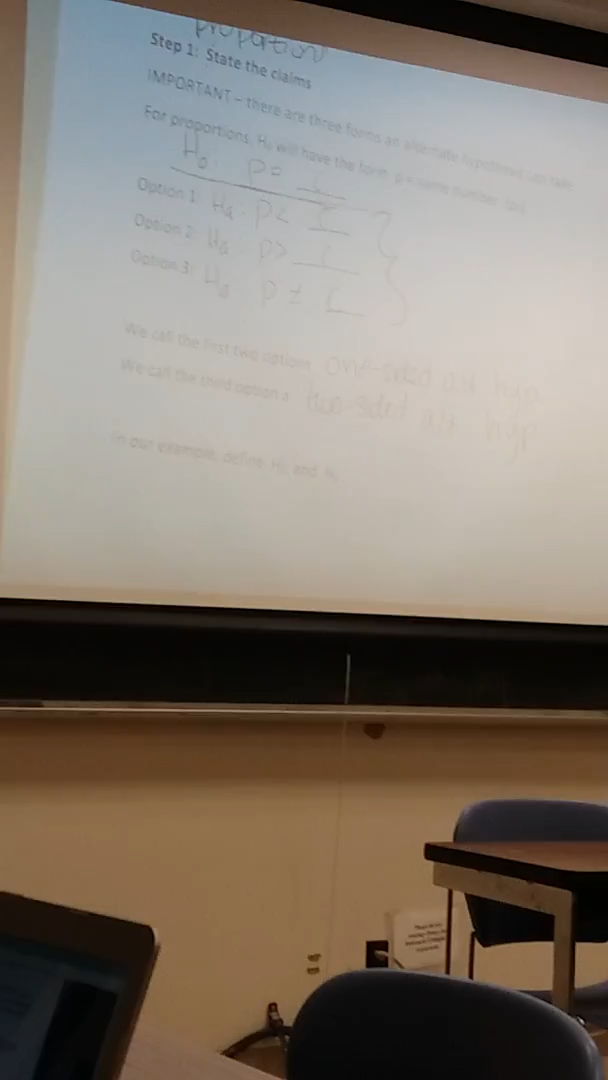 proportion
Step 1: State the claims
IMPORTANT – there are three forms an alternate hypothesis can take
For proportions, H₀ will have the form p = some number
H₀ p =
Option 1: Hₐ: p <
Option 2: Hₐ p >
Option 3: Hₐ p ≠
We call the first two options one-sided alt hyp
We call the third option a two-sided alt hyp
In our example, define H₀ and